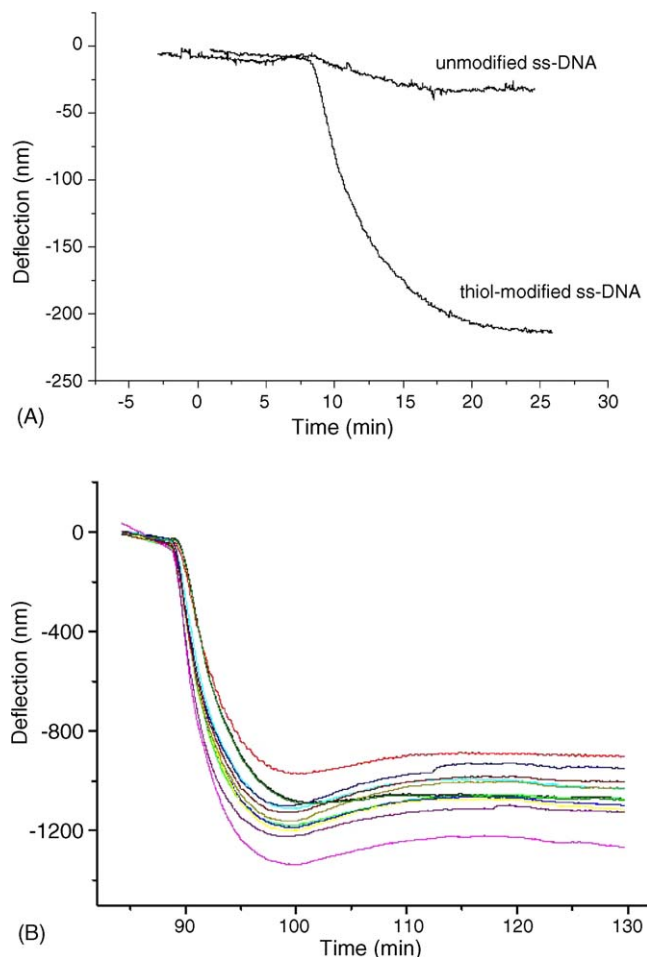 0
-50
-100
-150
-200
-250
Deflection (nm)
unmodified ss-DNA
thiol-modified ss-DNA
-5 0 5 10 15 20 25 30
Time (min)
(A)
0
-400
-800
-1200
Deflection (nm)
90 100 110 120 130
Time (min)
(B)